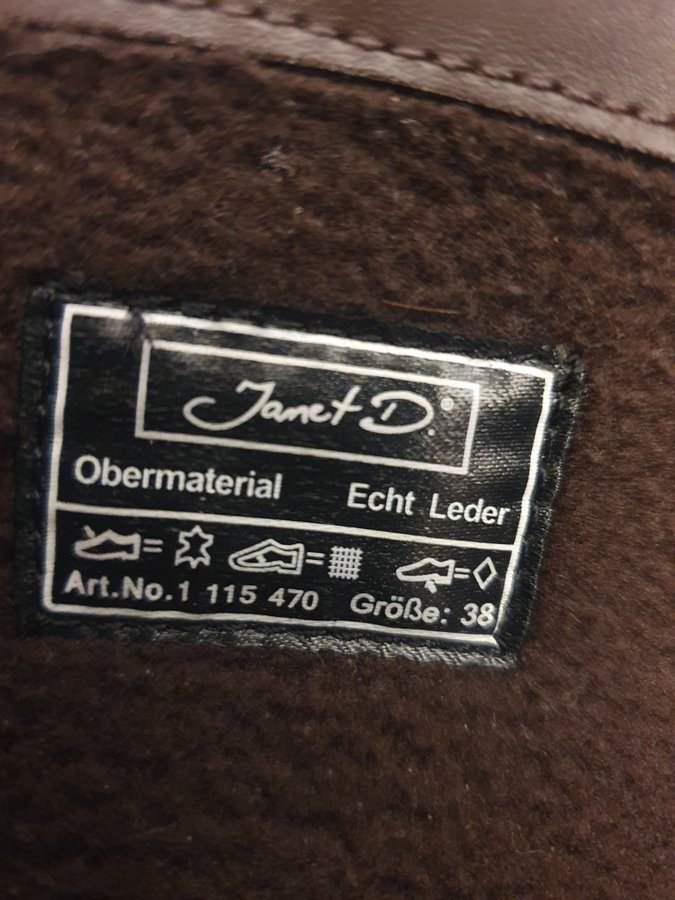 Janet D.®
Obermaterial Echt Leder
= = =
Art.No.1 115 470 Größe: 38